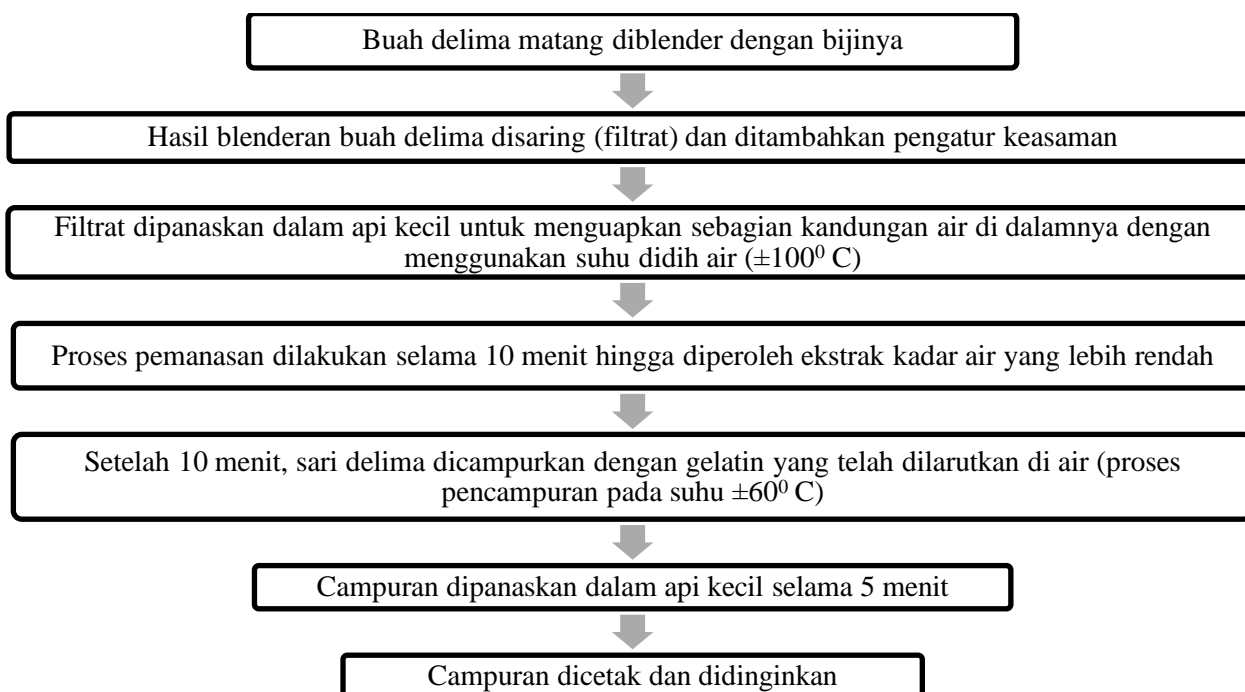 Buah delima matang diblender dengan bijinya
Hasil blenderan buah delima disaring (filtrat) dan ditambahkan pengatur keasaman
Filtrat dipanaskan dalam api kecil untuk menguapkan sebagian kandungan air di dalamnya dengan
menggunakan suhu didih air (±100⁰ C)
Proses pemanasan dilakukan selama 10 menit hingga diperoleh ekstrak kadar air yang lebih rendah
Setelah 10 menit, sari delima dicampurkan dengan gelatin yang telah dilarutkan di air (proses
pencampuran pada suhu ±60⁰ C)
Campuran dipanaskan dalam api kecil selama 5 menit
Campuran dicetak dan didinginkan